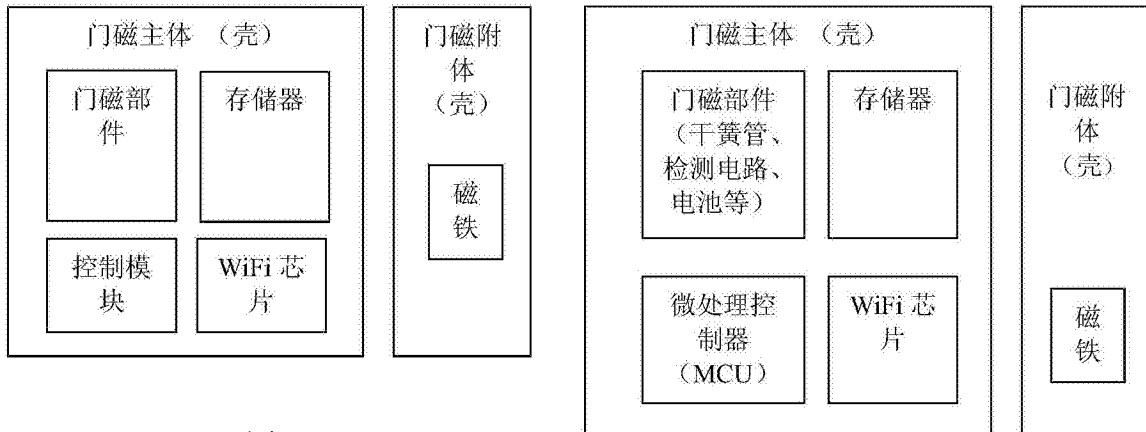 门磁主体 （壳）
门磁部
件
存储器
控制模
块
WiFi 芯
片
门磁附
体
（壳）
磁
铁
门磁主体 （壳）
门磁部件
（干簧管、
检测电路、
电池等）
存储器
微处理控
制器
（MCU）
WiFi 芯
片
门磁附
体
（壳）
磁
铁